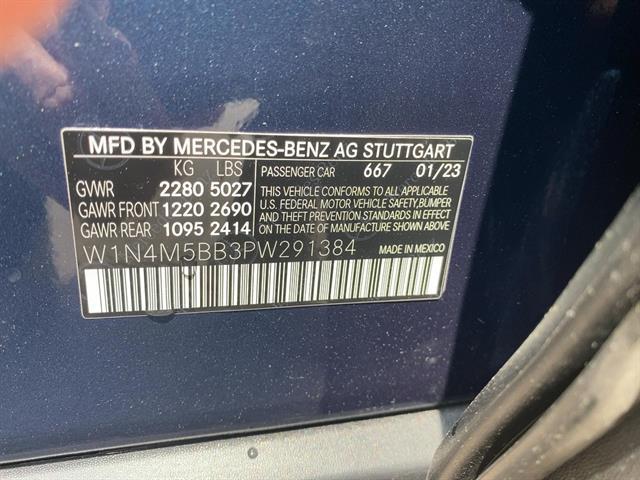 MFD BY MERCEDES-BENZ AG STUTTGART
KG LBS
GVWR 2280 5027
GAWR FRONT 1220 2690
GAWR REAR 1095 2414
PASSENGER CAR 667 01/23
THIS VEHICLE CONFORMS TO ALL APPLICABLE
U.S. FEDERAL MOTOR VEHICLE SAFETY, BUMPER
AND THEFT PREVENTION STANDARDS IN EFFECT
ON THE DATE OF MANUFACTURE SHOWN ABOVE.
W1N4M5BB3PW291384
MADE IN MEXICO